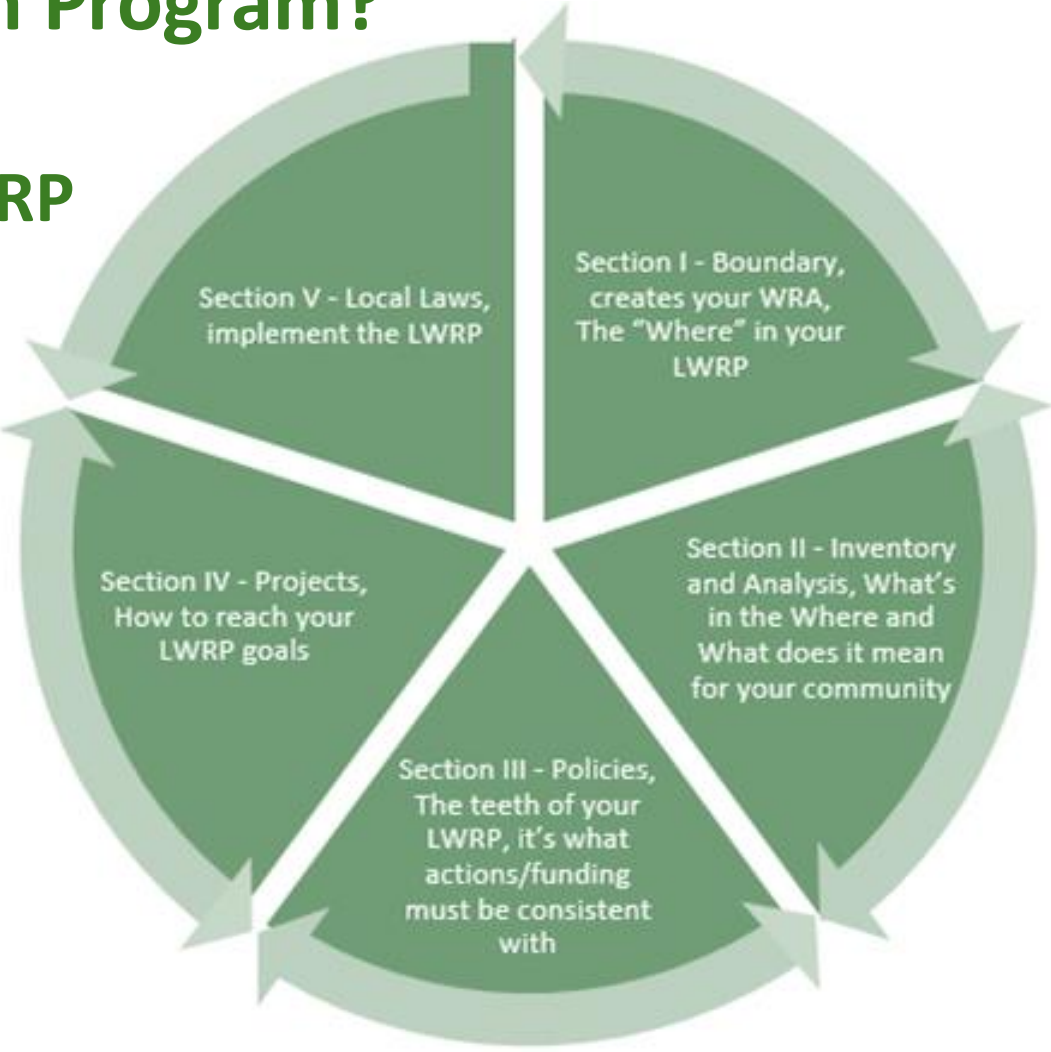 n Program?
RP
Section I - Boundary,
creates your WRA,
The "Where" in your
LWRP
Section II - Inventory
and Analysis, What's
in the Where and
What does it mean
for your community
Section III - Policies,
The teeth of your
LWRP, it's what
actions/funding
must be consistent
with
Section IV - Projects,
How to reach your
LWRP goals
Section V - Local Laws,
implement the LWRP